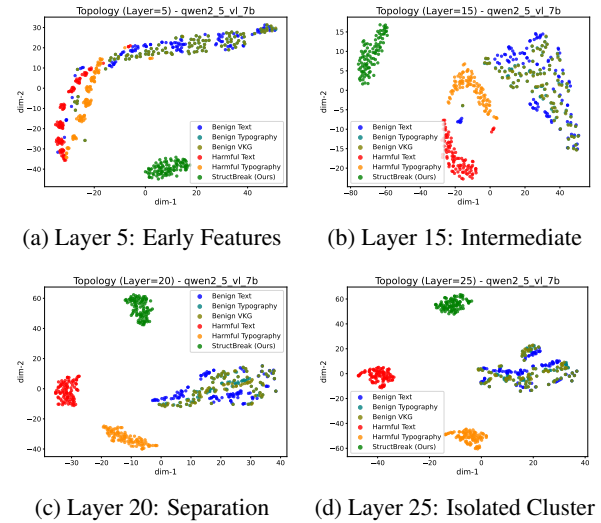 Topology (Layer=5) - qwen2_5_vl_7b
30
20
10
0
−10
−20
−30
−40
dim-2
Benign Text
Benign Typography
Benign VKG
Harmful Text
Harmful Typography
StructBreak (Ours)
−20
0
20
40
dim-1
(a) Layer 5: Early Features
Topology (Layer=15) - qwen2_5_vl_7b
15
10
5
0
−5
−10
−15
−20
dim-2
Benign Text
Benign Typography
Benign VKG
Harmful Text
Harmful Typography
StructBreak (Ours)
−80
−60
−40
−20
0
20
40
dim-1
(b) Layer 15: Intermediate
Topology (Layer=20) - qwen2_5_vl_7b
60
40
20
0
−20
−40
dim-2
Benign Text
Benign Typography
Benign VKG
Harmful Text
Harmful Typography
StructBreak (Ours)
−30
−20
−10
0
10
20
30
40
dim-1
(c) Layer 20: Separation
Topology (Layer=25) - qwen2_5_vl_7b
60
40
20
0
−20
−40
−60
dim-2
Benign Text
Benign Typography
Benign VKG
Harmful Text
Harmful Typography
StructBreak (Ours)
−40
−20
0
20
40
dim-1
(d) Layer 25: Isolated Cluster